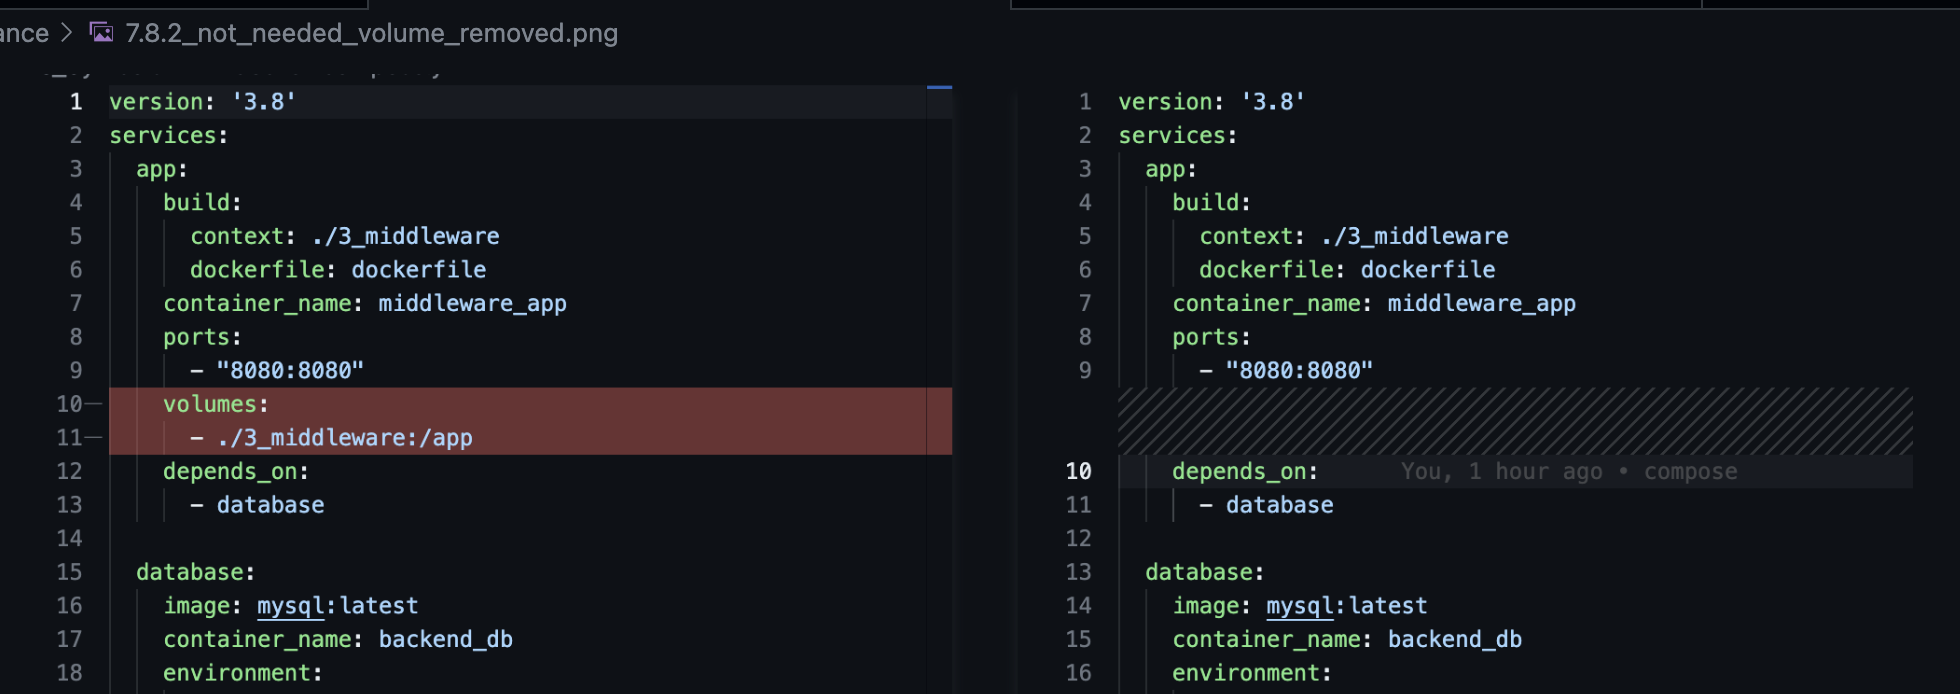 ance > 7.8.2_not_needed_volume_removed.png
1 version: '3.8'
2 services:
3 app:
4 build:
5 context: ./3_middleware
6 dockerfile: dockerfile
7 container_name: middleware_app
8 ports:
9 - "8080:8080"
10— volumes:
11— - ./3_middleware:/app
12 depends_on:
13 - database
14
15 database:
16 image: mysql:latest
17 container_name: backend_db
18 environment:
1 version: '3.8'
2 services:
3 app:
4 build:
5 context: ./3_middleware
6 dockerfile: dockerfile
7 container_name: middleware_app
8 ports:
9 - "8080:8080"
10 depends_on: You, 1 hour ago • compose
11 - database
12
13 database:
14 image: mysql:latest
15 container_name: backend_db
16 environment: